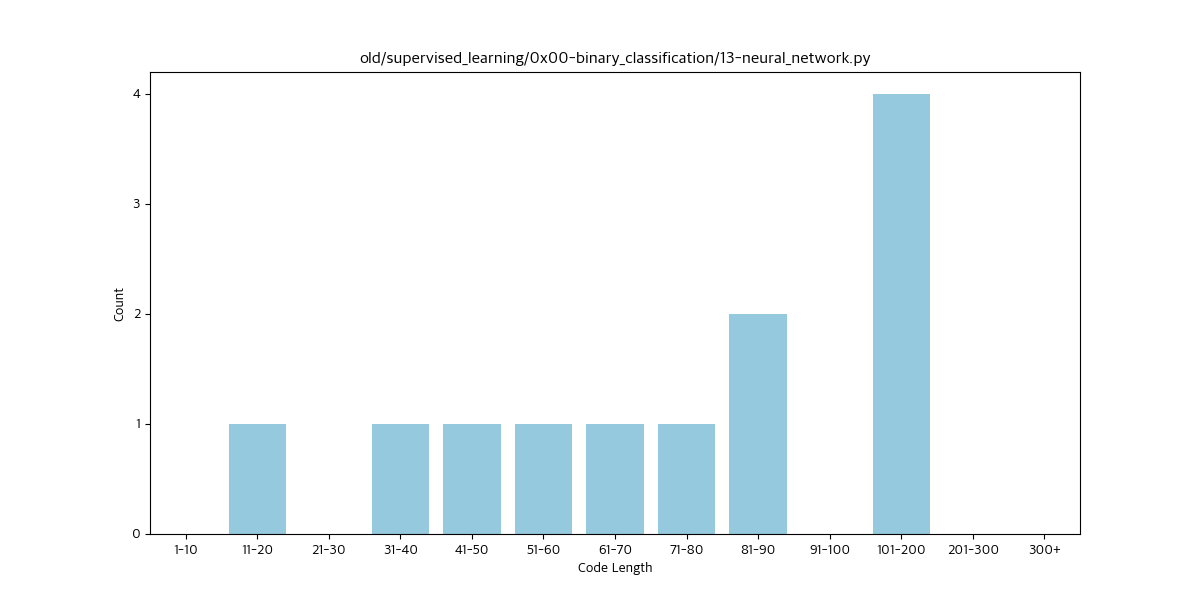 old/supervised_learning/0x00-binary_classification/13-neural_network.py
4
3
2
1
0
Count
1-10 11-20 21-30 31-40 41-50 51-60 61-70 71-80 81-90 91-100 101-200 201-300 300+
Code Length